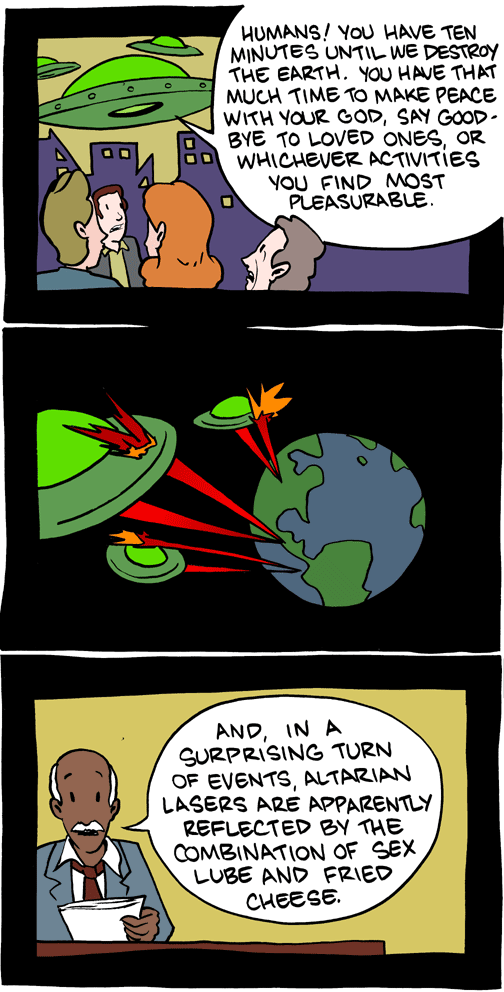 HUMANS! YOU HAVE TEN
MINUTES UNTIL WE DESTROY
THE EARTH. YOU HAVE THAT
MUCH TIME TO MAKE PEACE
WITH YOUR GOD, SAY GOOD-
BYE TO LOVED ONES, OR
WHICHEVER ACTIVITIES
YOU FIND MOST
PLEASURABLE.
AND, IN A
SURPRISING TURN
OF EVENTS, ALTARIAN
LASERS ARE APPARENTLY
REFLECTED BY THE
COMBINATION OF SEX
LUBE AND FRIED
CHEESE.